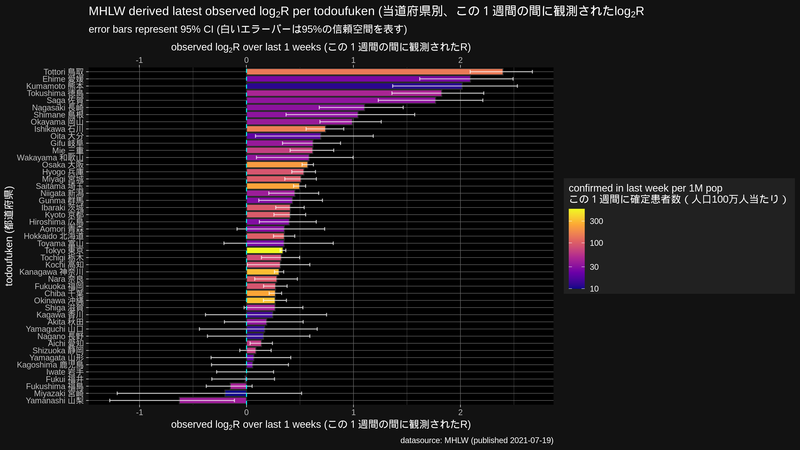 MHLW derived latest observed log2R per todoufuken (当道府県別、この１週間の間に観測されたlog2R
error bars represent 95% CI (白いエラーバーは95%の信頼空間を表す)
observed log2R over last 1 weeks (この１週間の間に観測されたR)
-1 0 1 2
todoufuken (都道府県)
Tottori 鳥取
Ehime 愛媛
Kumamoto 熊本
Tokushima 徳島
Saga 佐賀
Nagasaki 長崎
Shimane 島根
Okayama 岡山
Ishikawa 石川
Oita 大分
Gifu 岐阜
Mie 三重
Wakayama 和歌山
Osaka 大阪
Hyogo 兵庫
Miyagi 宮城
Saitama 埼玉
Niigata 新潟
Gunma 群馬
Ibaraki 茨城
Kyoto 京都
Hiroshima 広島
Aomori 青森
Hokkaido 北海道
Toyama 富山
Tokyo 東京
Tochigi 栃木
Kochi 高知
Kanagawa 神奈川
Nara 奈良
Fukuoka 福岡
Chiba 千葉
Okinawa 沖縄
Shiga 滋賀
Kagawa 香川
Akita 秋田
Yamaguchi 山口
Nagano 長野
Aichi 愛知
Shizuoka 静岡
Yamagata 山形
Kagoshima 鹿児島
Iwate 岩手
Fukui 福井
Fukushima 福島
Miyazaki 宮崎
Yamanashi 山梨
-1 0 1 2
observed log2R over last 1 weeks (この１週間の間に観測されたR)
confirmed in last week per 1M pop
この１週間に確定患者数（人口100万人当たり）
300
100
30
10
datasource: MHLW (published 2021-07-19)